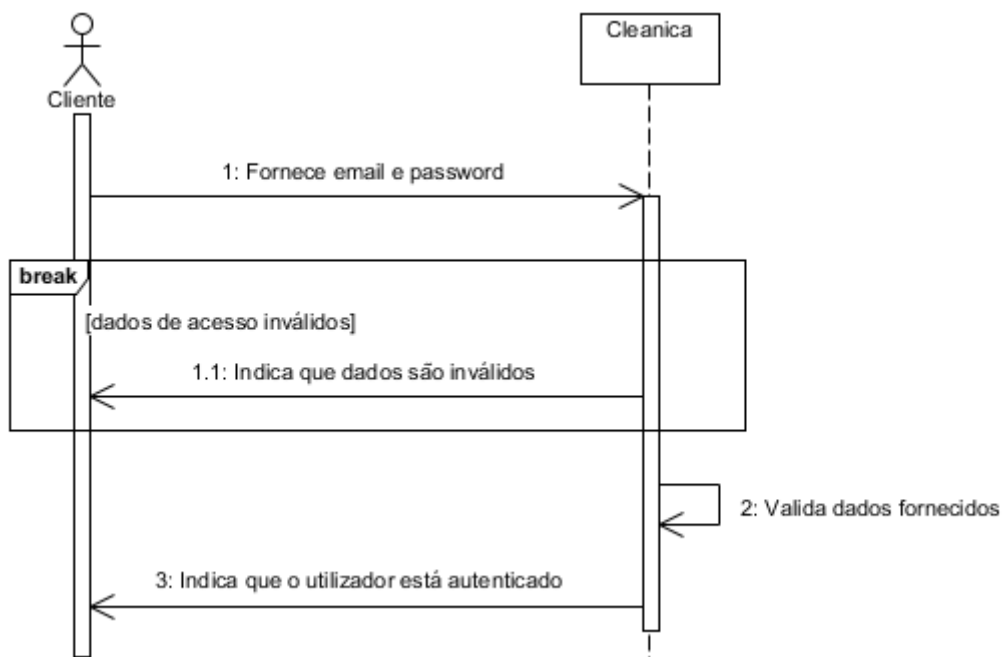 Cleanica
Cliente
1: Fornece email e password
break
[dados de acesso inválidos]
1.1: Indica que dados são inválidos
2: Valida dados fornecidos
3: Indica que o utilizador está autenticado